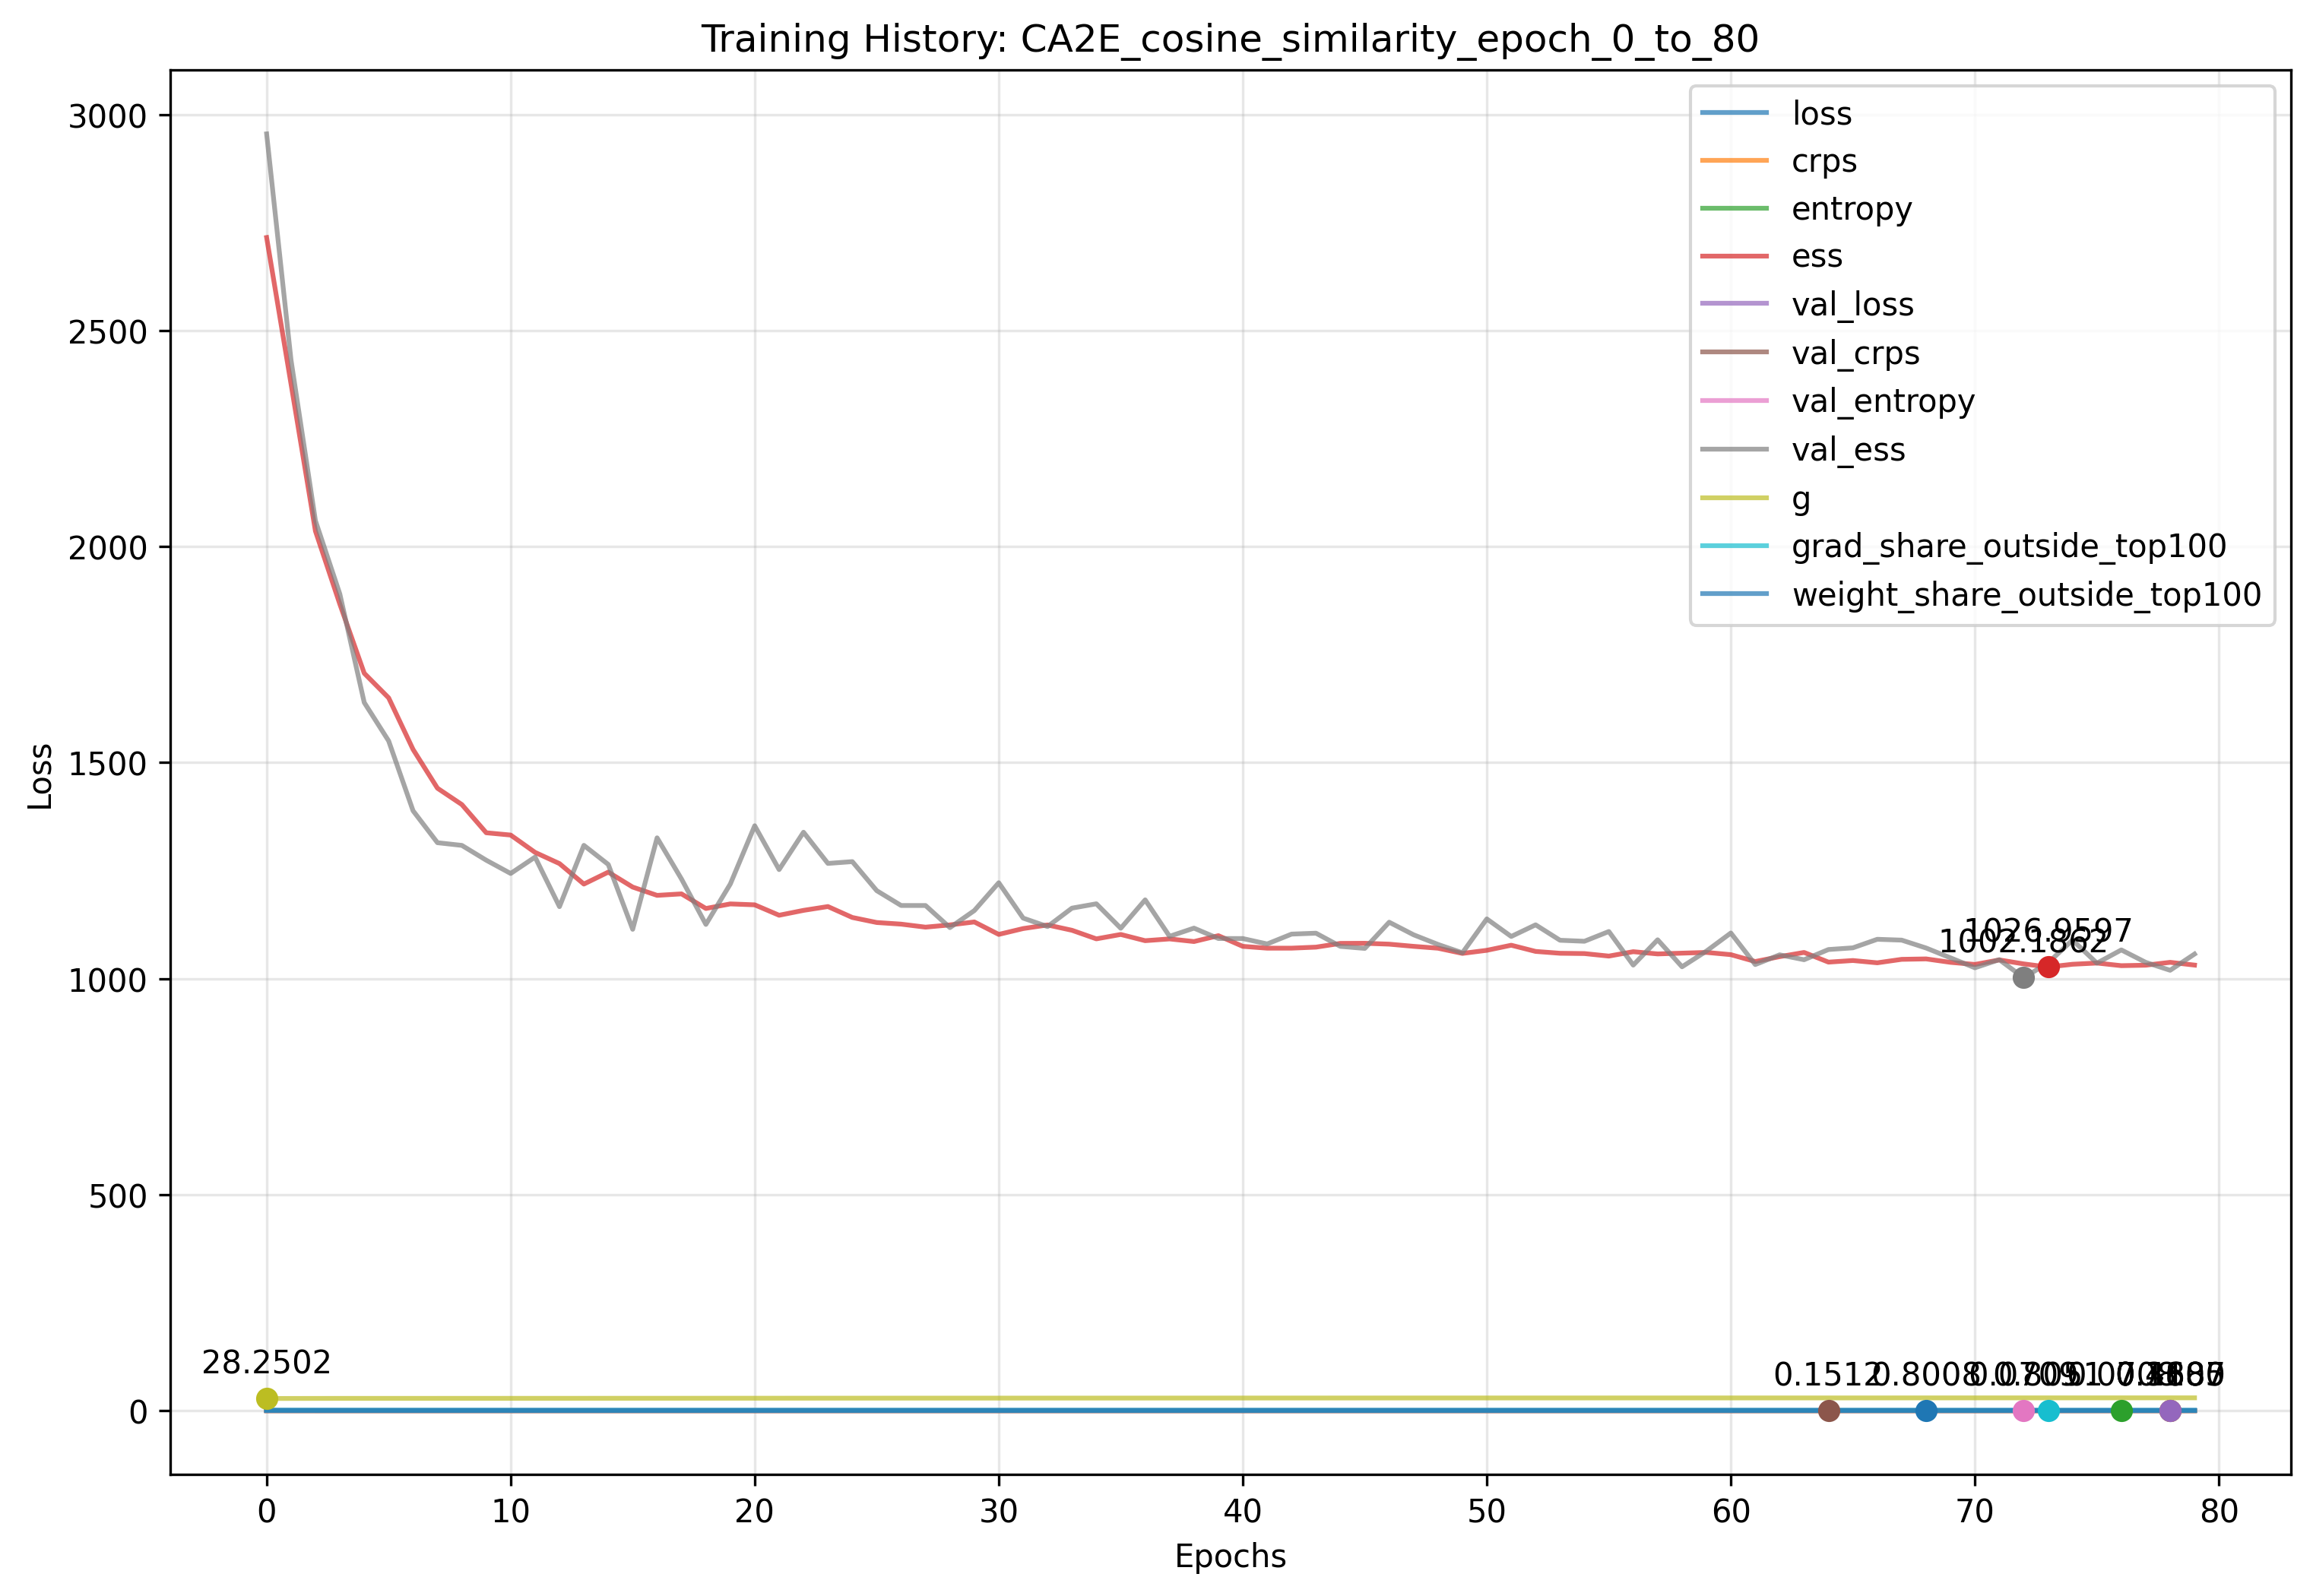 Training History: CA2E_cosine_similarity_epoch_0_to_80
3000
2500
2000
1500
1000
500
0
Loss
loss
crps
entropy
ess
val_loss
val_crps
val_entropy
val_ess
g
grad_share_outside_top100
weight_share_outside_top100
1026.9597
1002.1862
28.2502
0.1512
0.8008
0 10 20 30 40 50 60 70 80
Epochs